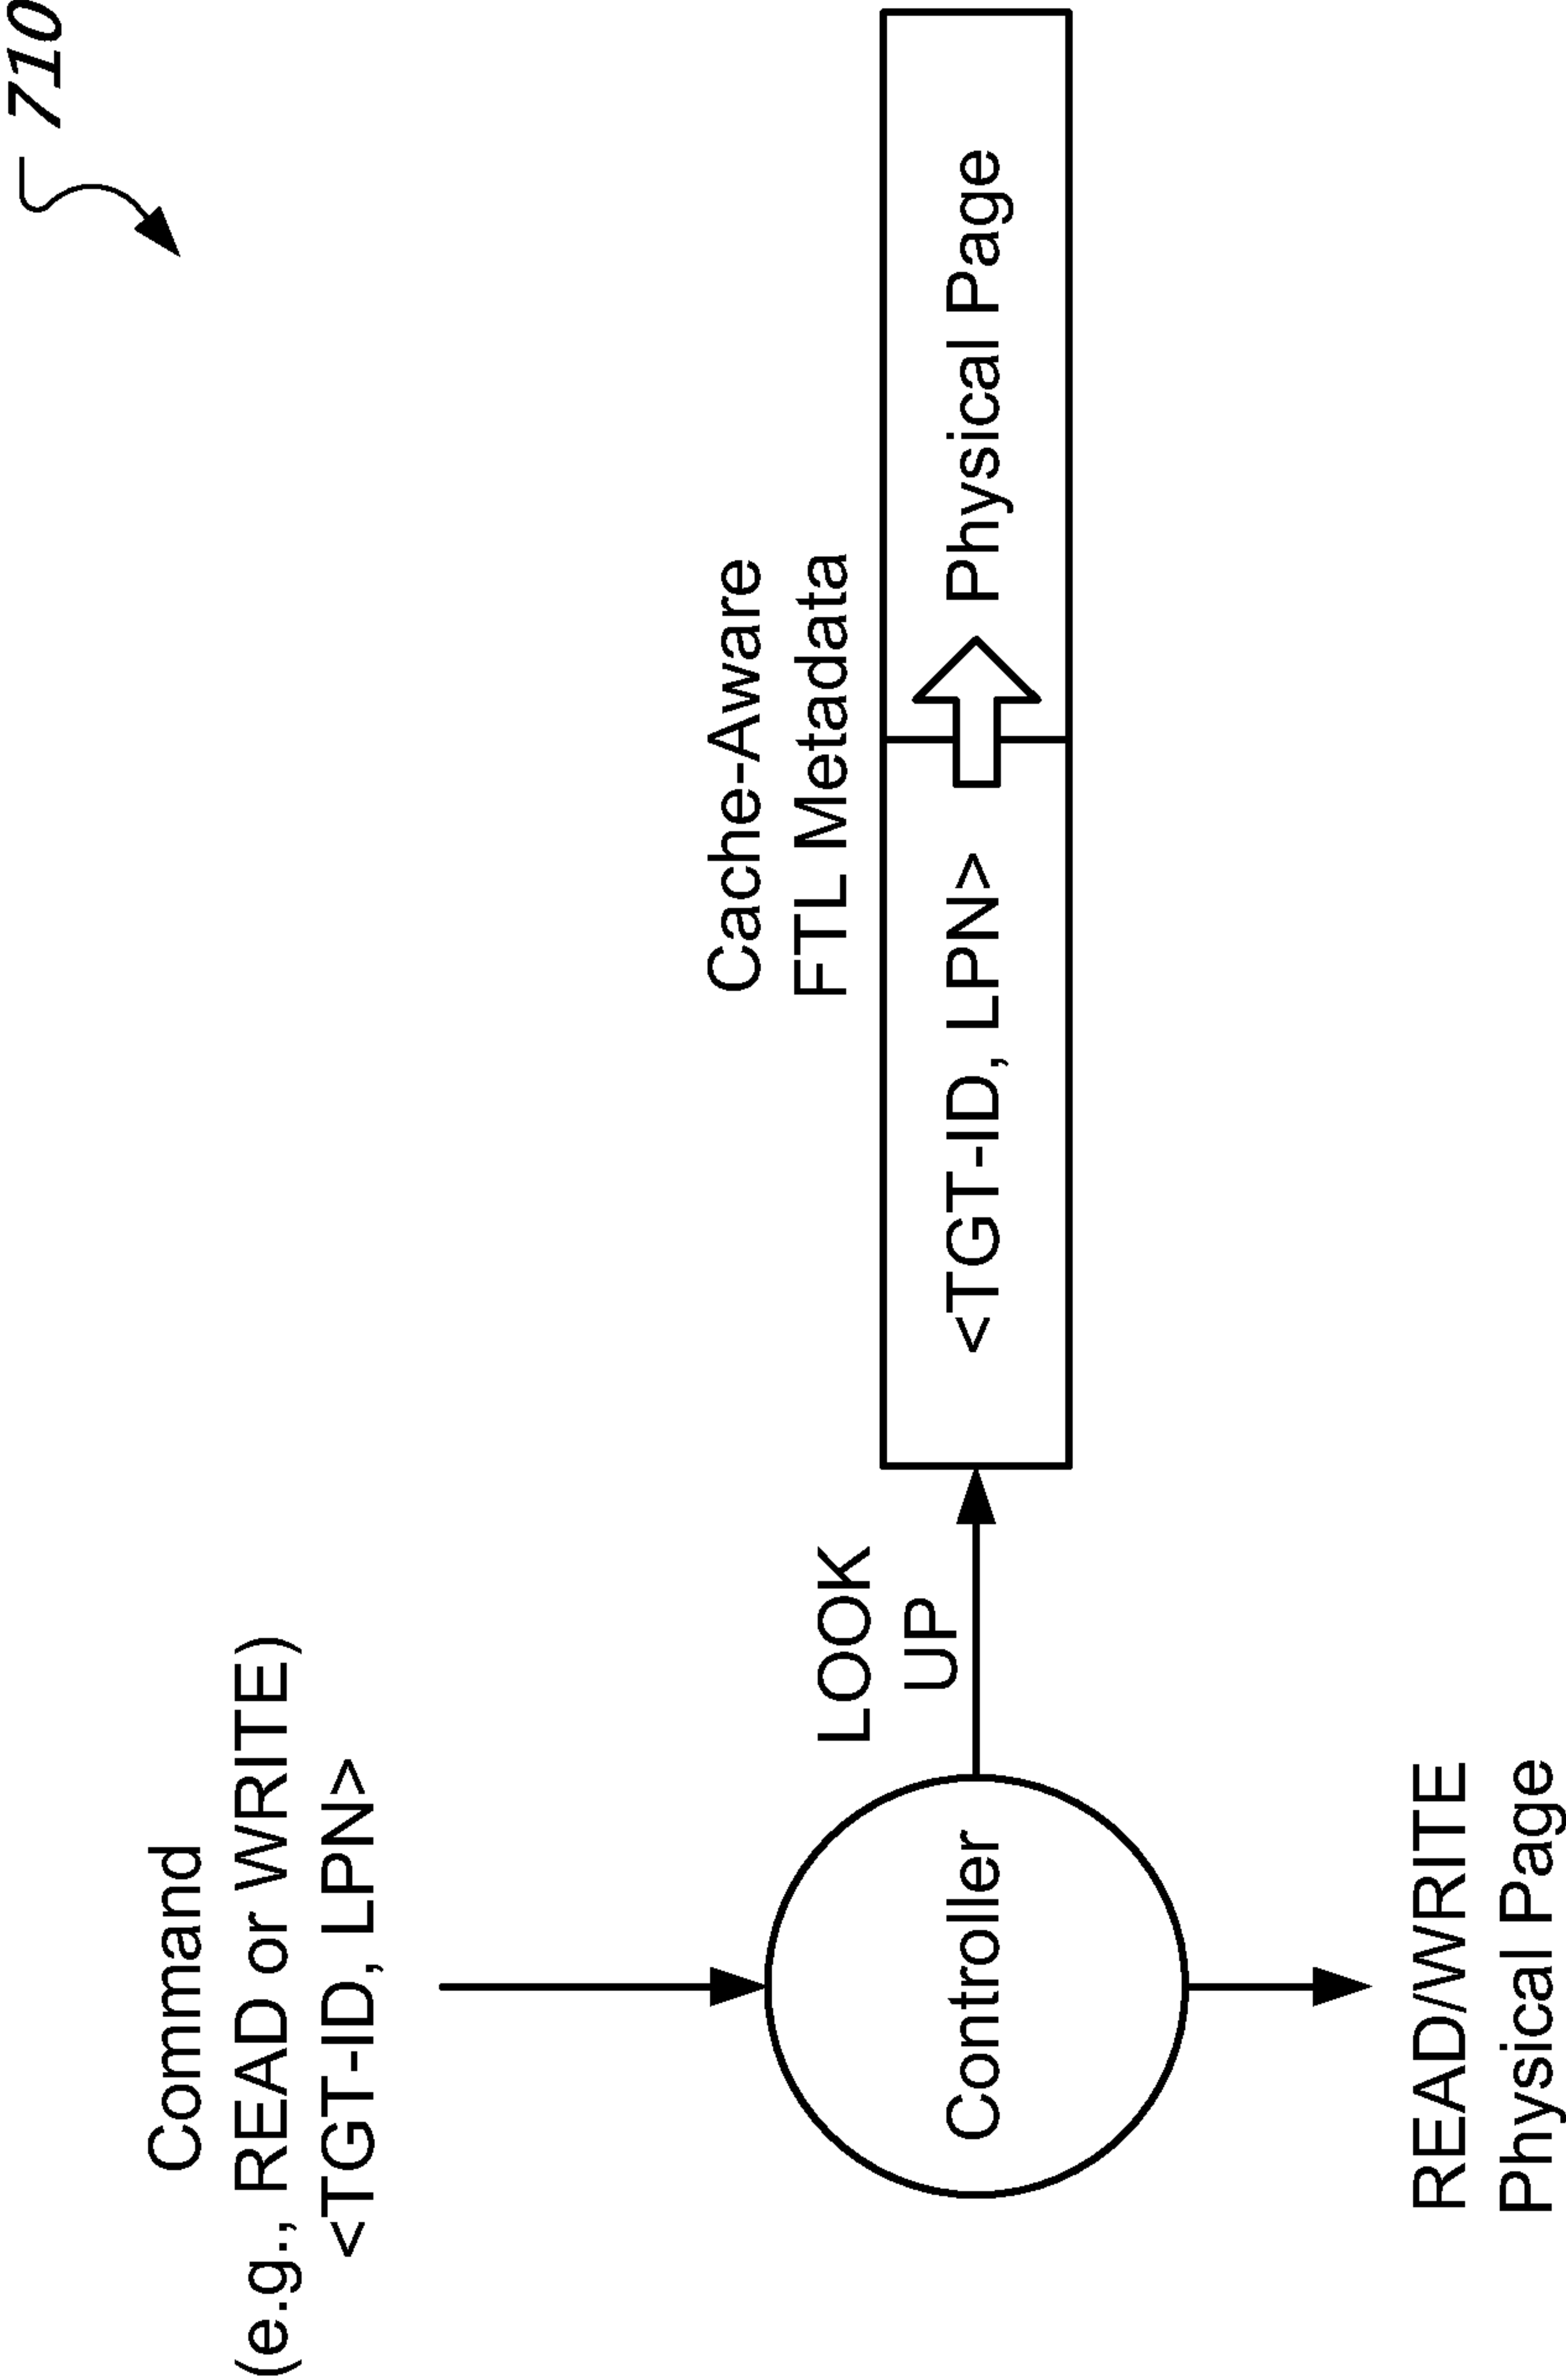 710
Command
(e.g., READ or WRITE)
<TGT-ID, LPN>
Cache-Aware
FTL Metadata
LOOK
UP
Controller
<TGT-ID, LPN>
Physical Page
READ/WRITE
Physical Page